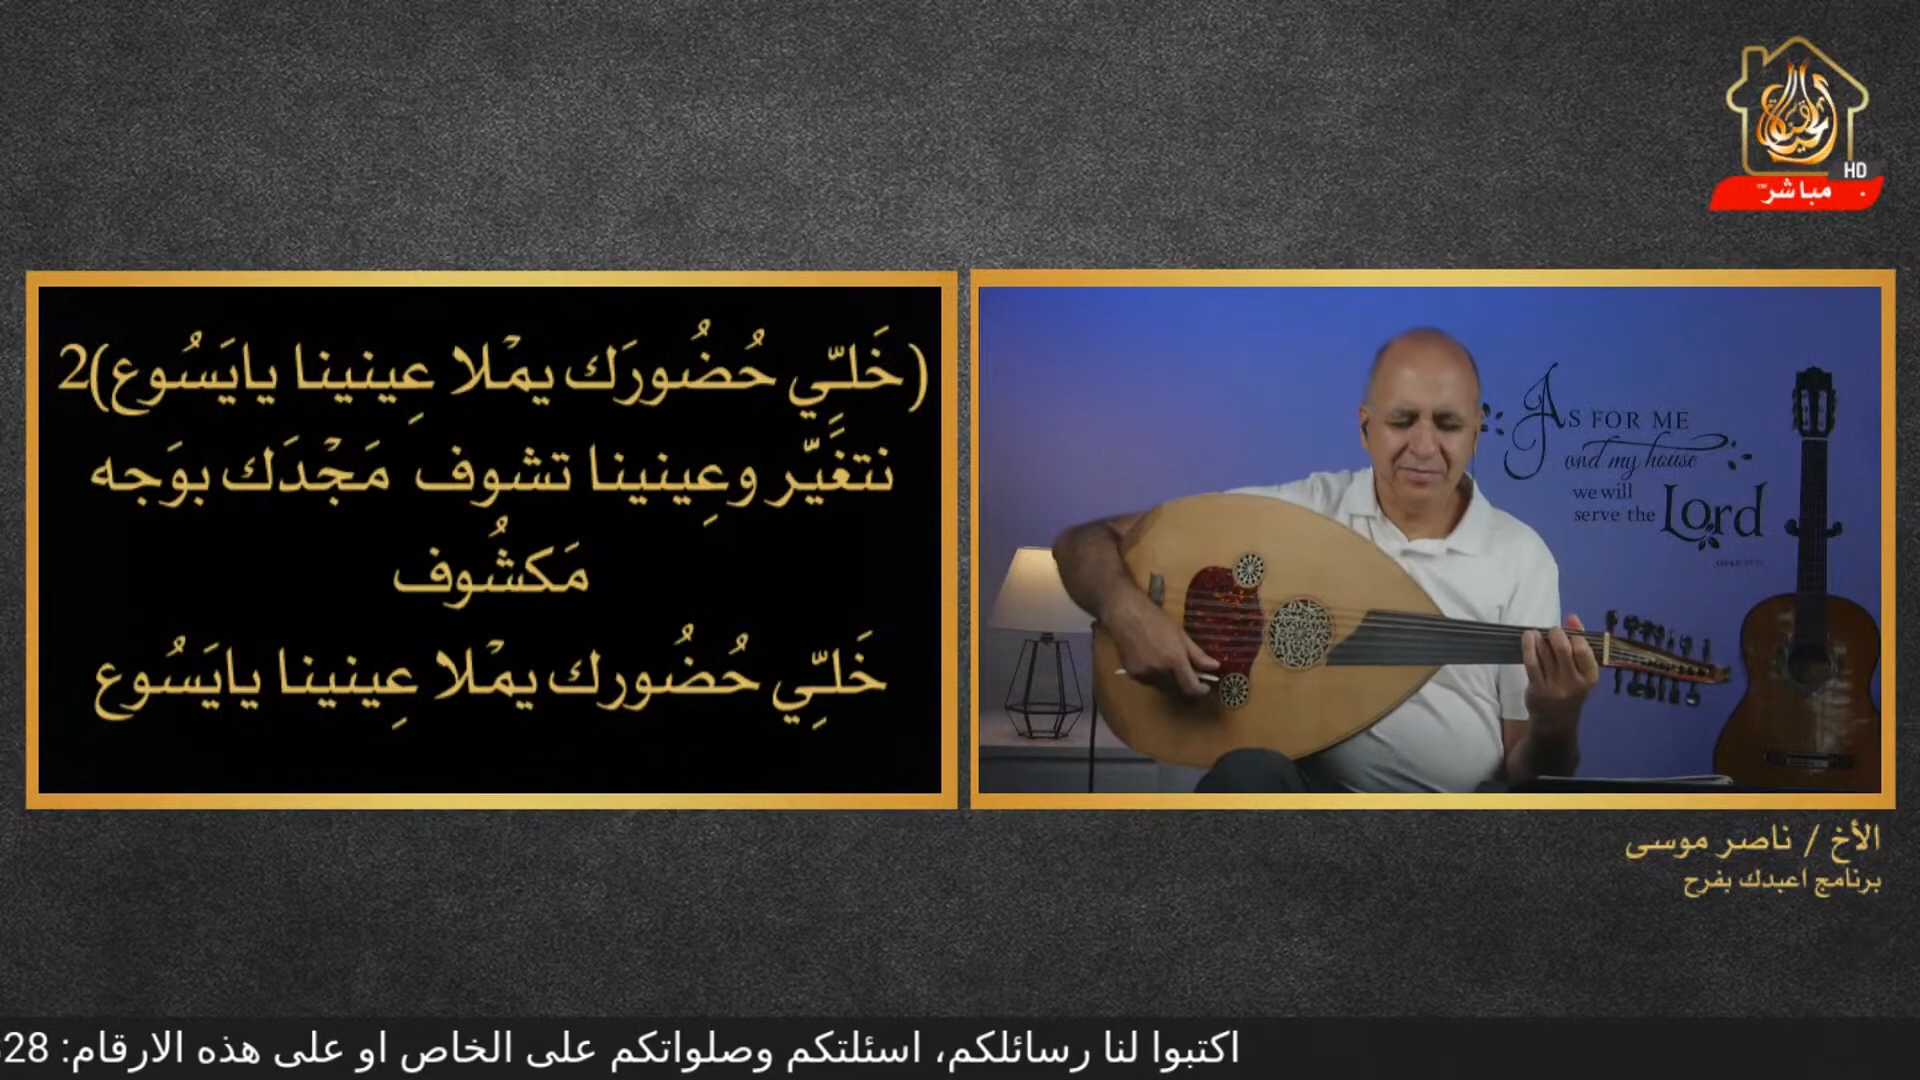 HD
مباشر
(خَلِّي حُضُورَك يمْلا عِينينا يايَسُوع)2
نتغَيَّر وعِينينا تشوف مَجْدَك بوَجه
مَكشُوف
خَلِّي حُضُورك يمْلا عِينينا يايَسُوع
As for me
and my house
we will
serve the Lord
الأخ / ناصر موسى
برنامج اعبدك بفرح
اكتبوا لنا رسائلكم، اسئلتكم وصلواتكم على الخاص او على هذه الارقام: 28